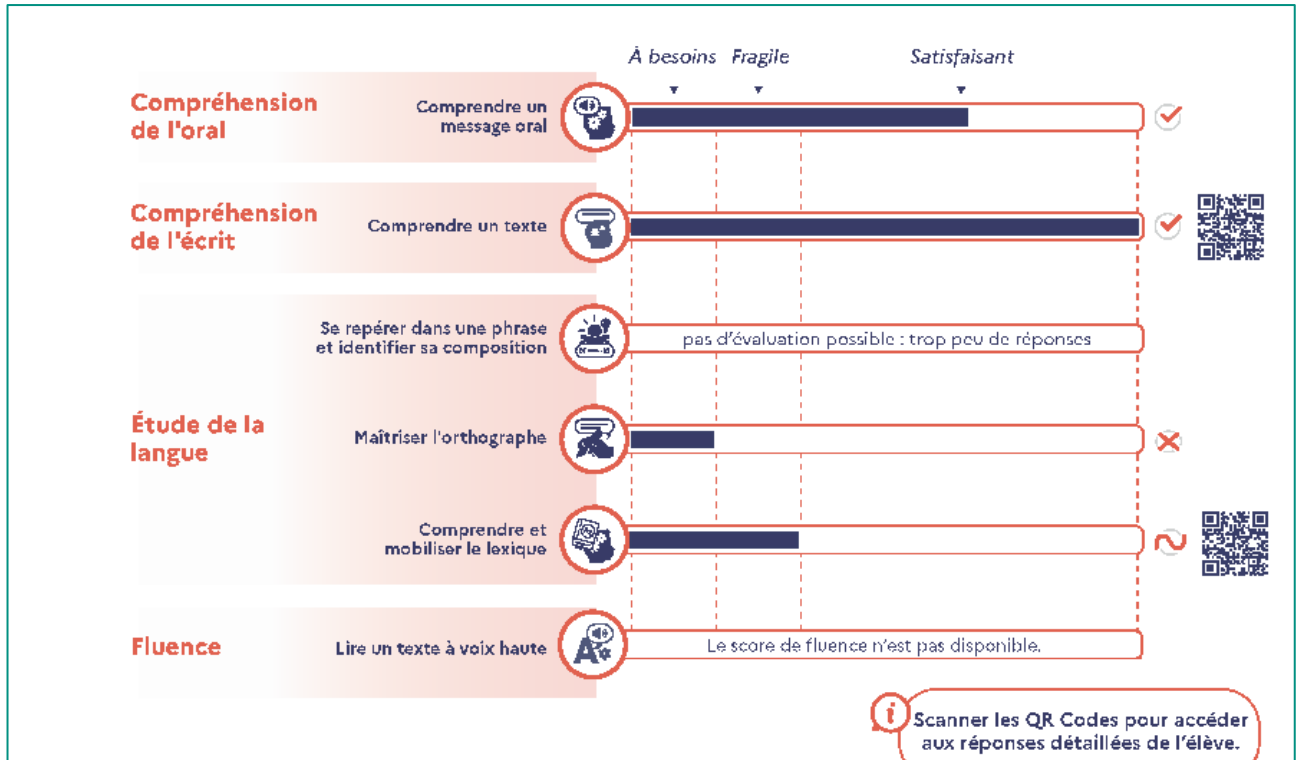 À besoins Fragile Satisfaisant
Compréhension
de l'oral
Comprendre un
message oral
Compréhension
de l'écrit
Comprendre un texte
Étude de la
langue
Se repérer dans une phrase
et identifier sa composition
pas d'évaluation possible : trop peu de réponses
Maîtriser l'orthographe
Comprendre et
mobiliser le lexique
Fluence
Lire un texte à voix haute
A
Le score de fluence n'est pas disponible.
i
Scanner les QR Codes pour accéder
aux réponses détaillées de l'élève.